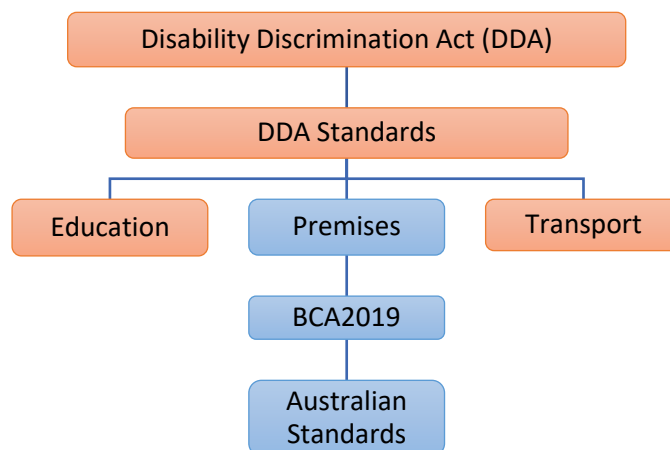 Disability Discrimination Act (DDA)
DDA Standards
Education
Premises
Transport
BCA2019
Australian
Standards